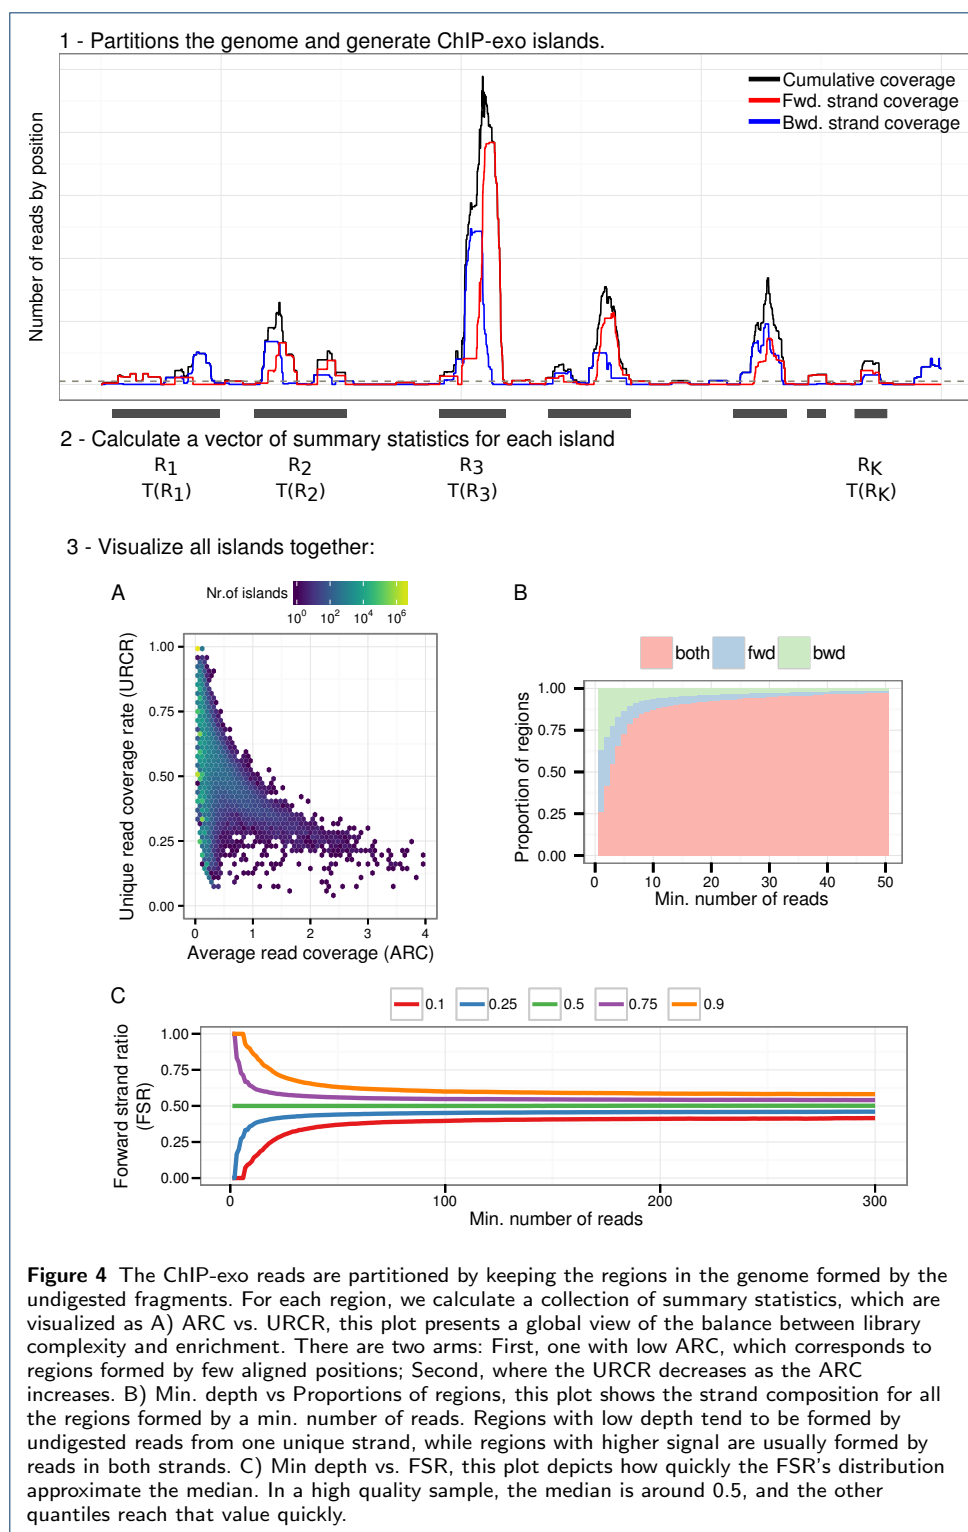 1 - Partitions the genome and generate ChIP-exo islands.
Number of reads by position
Cumulative coverage
Fwd. strand coverage
Bwd. strand coverage
2 - Calculate a vector of summary statistics for each island
R1 R2 R3 RK
T(R1) T(R2) T(R3) T(RK)
3 - Visualize all islands together:
A
Nr.of islands
10^0 10^2 10^4 10^6
Unique read coverage rate (URCR)
1.00
0.75
0.50
0.25
0.00
0 1 2 3 4
Average read coverage (ARC)
B
both fwd bwd
Proportion of regions
1.00
0.75
0.50
0.25
0.00
0 10 20 30 40 50
Min. number of reads
C
0.1 0.25 0.5 0.75 0.9
Forward strand ratio
(FSR)
1.00
0.75
0.50
0.25
0.00
0 100 200 300
Min. number of reads
Figure 4 The ChIP-exo reads are partitioned by keeping the regions in the genome formed by the
undigested fragments. For each region, we calculate a collection of summary statistics, which are
visualized as A) ARC vs. URCR, this plot presents a global view of the balance between library
complexity and enrichment. There are two arms: First, one with low ARC, which corresponds to
regions formed by few aligned positions; Second, where the URCR decreases as the ARC
increases. B) Min. depth vs Proportions of regions, this plot shows the strand composition for all
the regions formed by a min. number of reads. Regions with low depth tend to be formed by
undigested reads from one unique strand, while regions with higher signal are usually formed by
reads in both strands. C) Min depth vs. FSR, this plot depicts how quickly the FSR's distribution
approximate the median. In a high quality sample, the median is around 0.5, and the other
quantiles reach that value quickly.